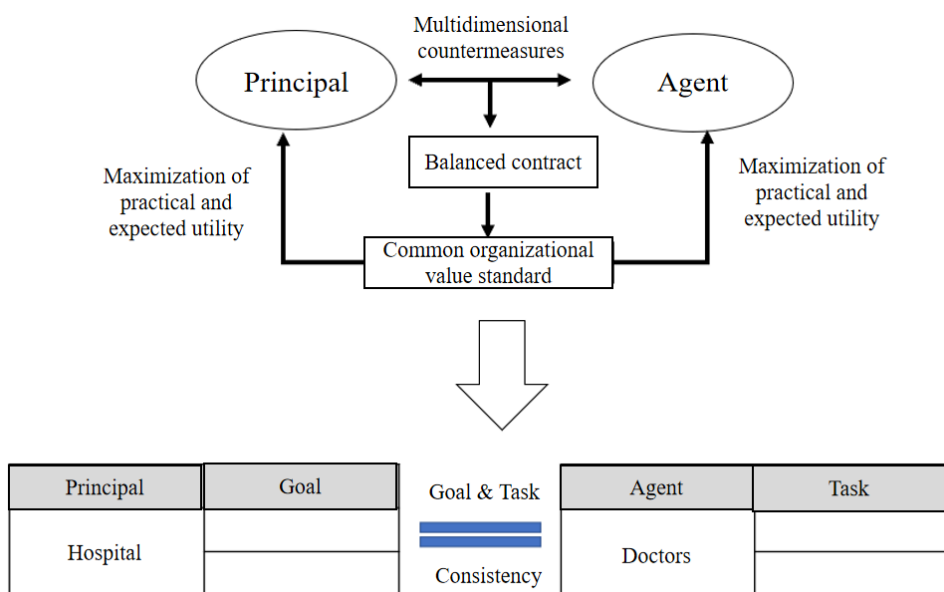 Multidimensional
countermeasures
Principal
Agent
Balanced contract
Maximization of
practical and
expected utility
Maximization of
practical and
expected utility
Common organizational
value standard
Principal
Goal
Goal & Task
Agent
Task
Hospital
Consistency
Doctors